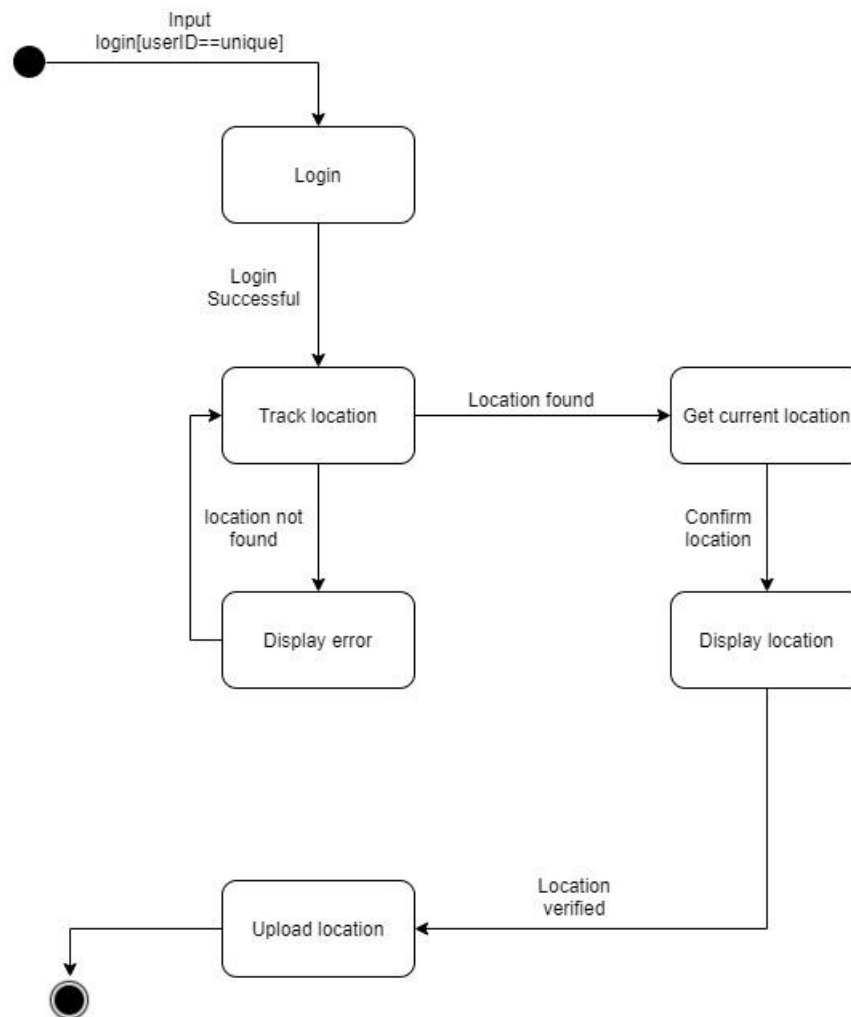 Input
login[userID==unique]
Login
Login
Successful
Track location
Location found
Get current location
location not
found
Confirm
location
Display error
Display location
Location
verified
Upload location